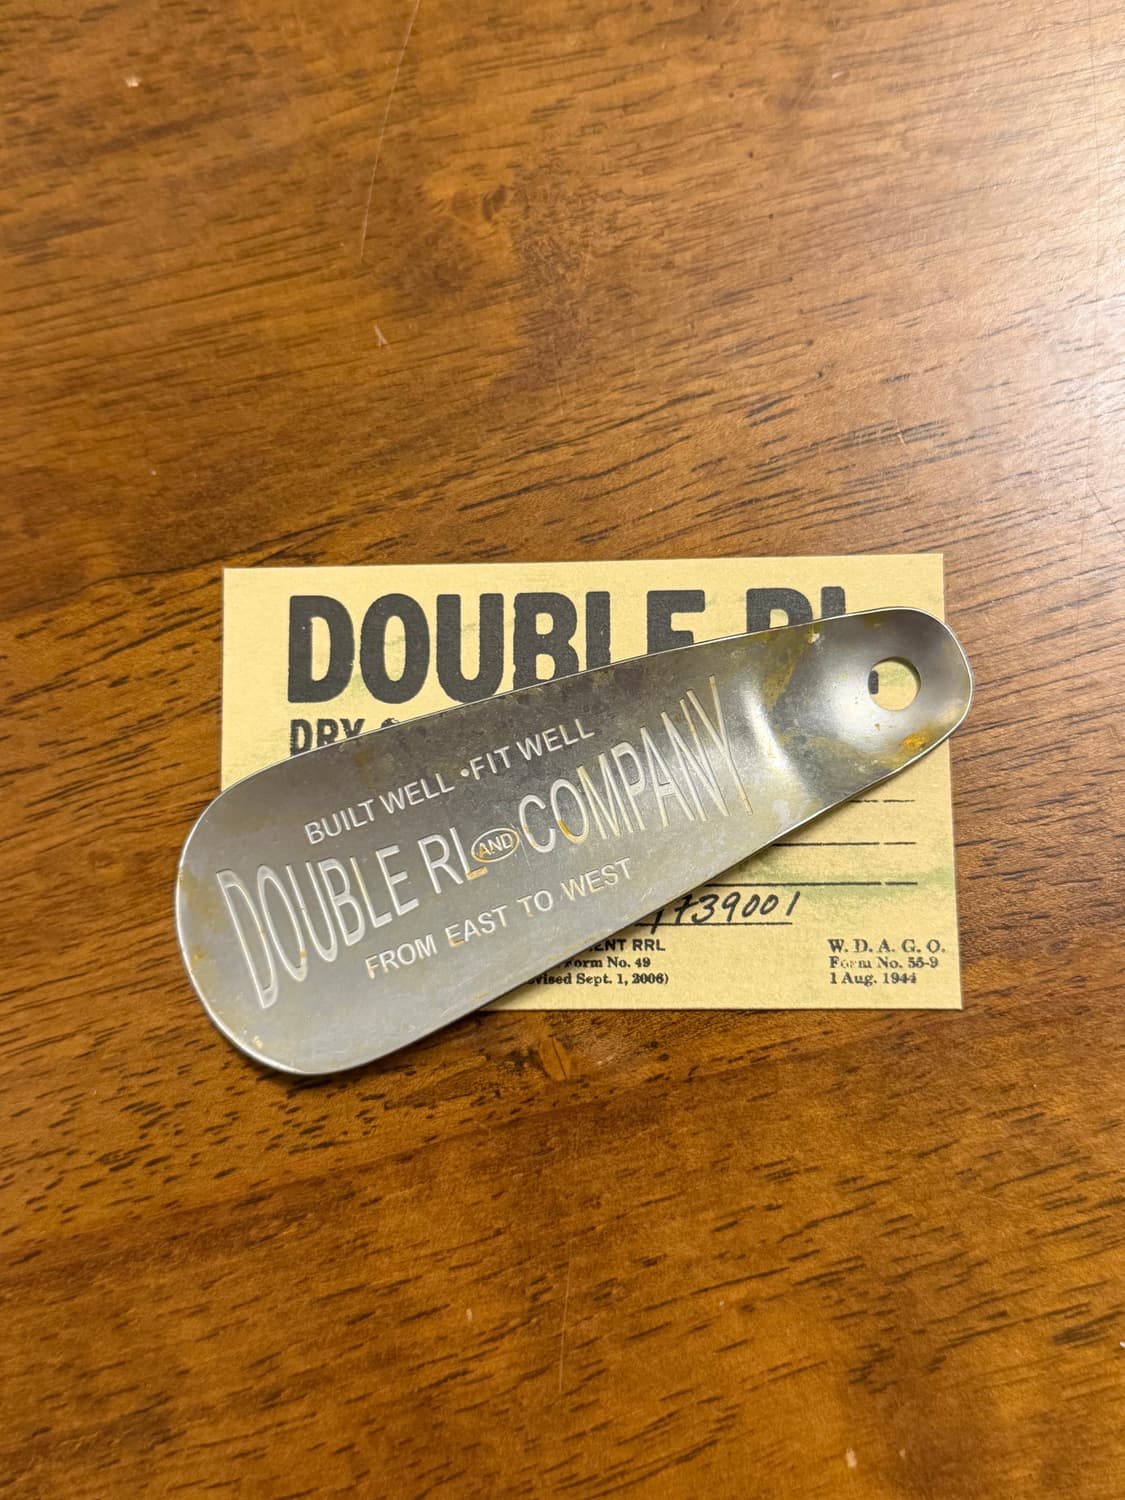 DOUBLE RL
DRY
BUILT WELL •FIT WELL
DOUBLE RL AND COMPANY
FROM EAST TO WEST
739001
RRL
Form No. 49
Sept. 1, 2006)
W. D. A. G. O.
Form No. 55-9
1 Aug. 1944